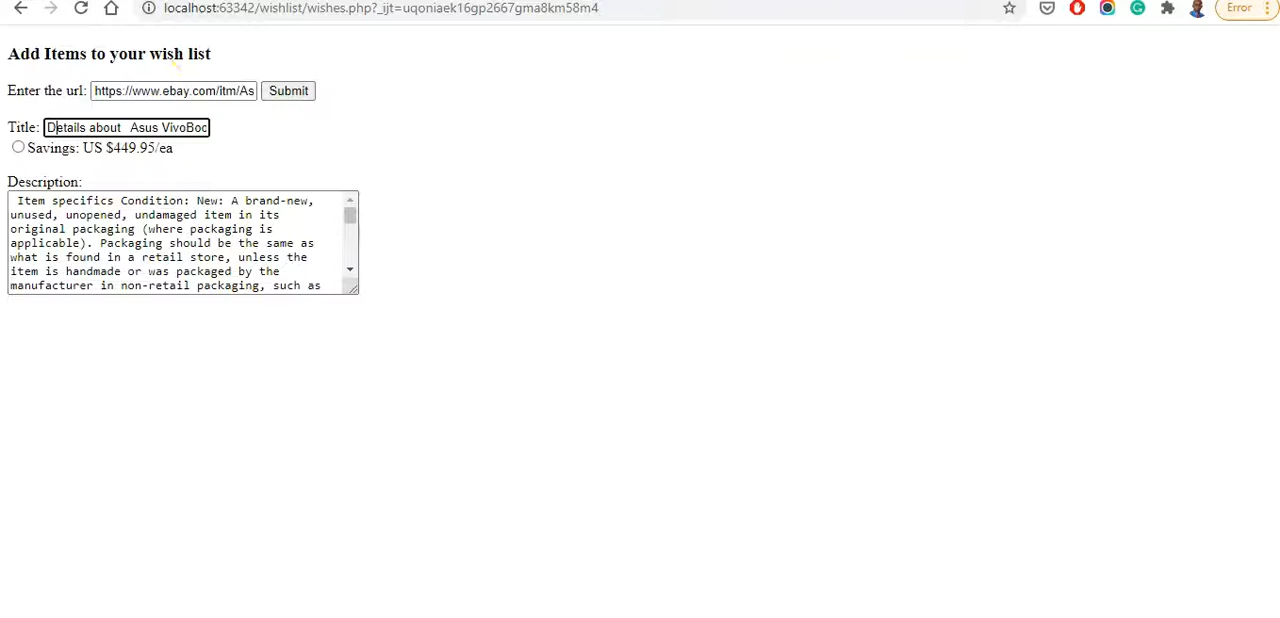 localhost:63342/wishlist/wishes.php?_ijt=uqoniaek16gp2667gma8km58m4
Error
Add Items to your wish list
Enter the url: https://www.ebay.com/itm/As Submit
Title: Details about Asus VivoBoc
Savings: US $449.95/ea
Description:
Item specifics Condition: New: A brand-new,
unused, unopened, undamaged item in its
original packaging (where packaging is
applicable). Packaging should be the same as
what is found in a retail store, unless the
item is handmade or was packaged by the
manufacturer in non-retail packaging, such as